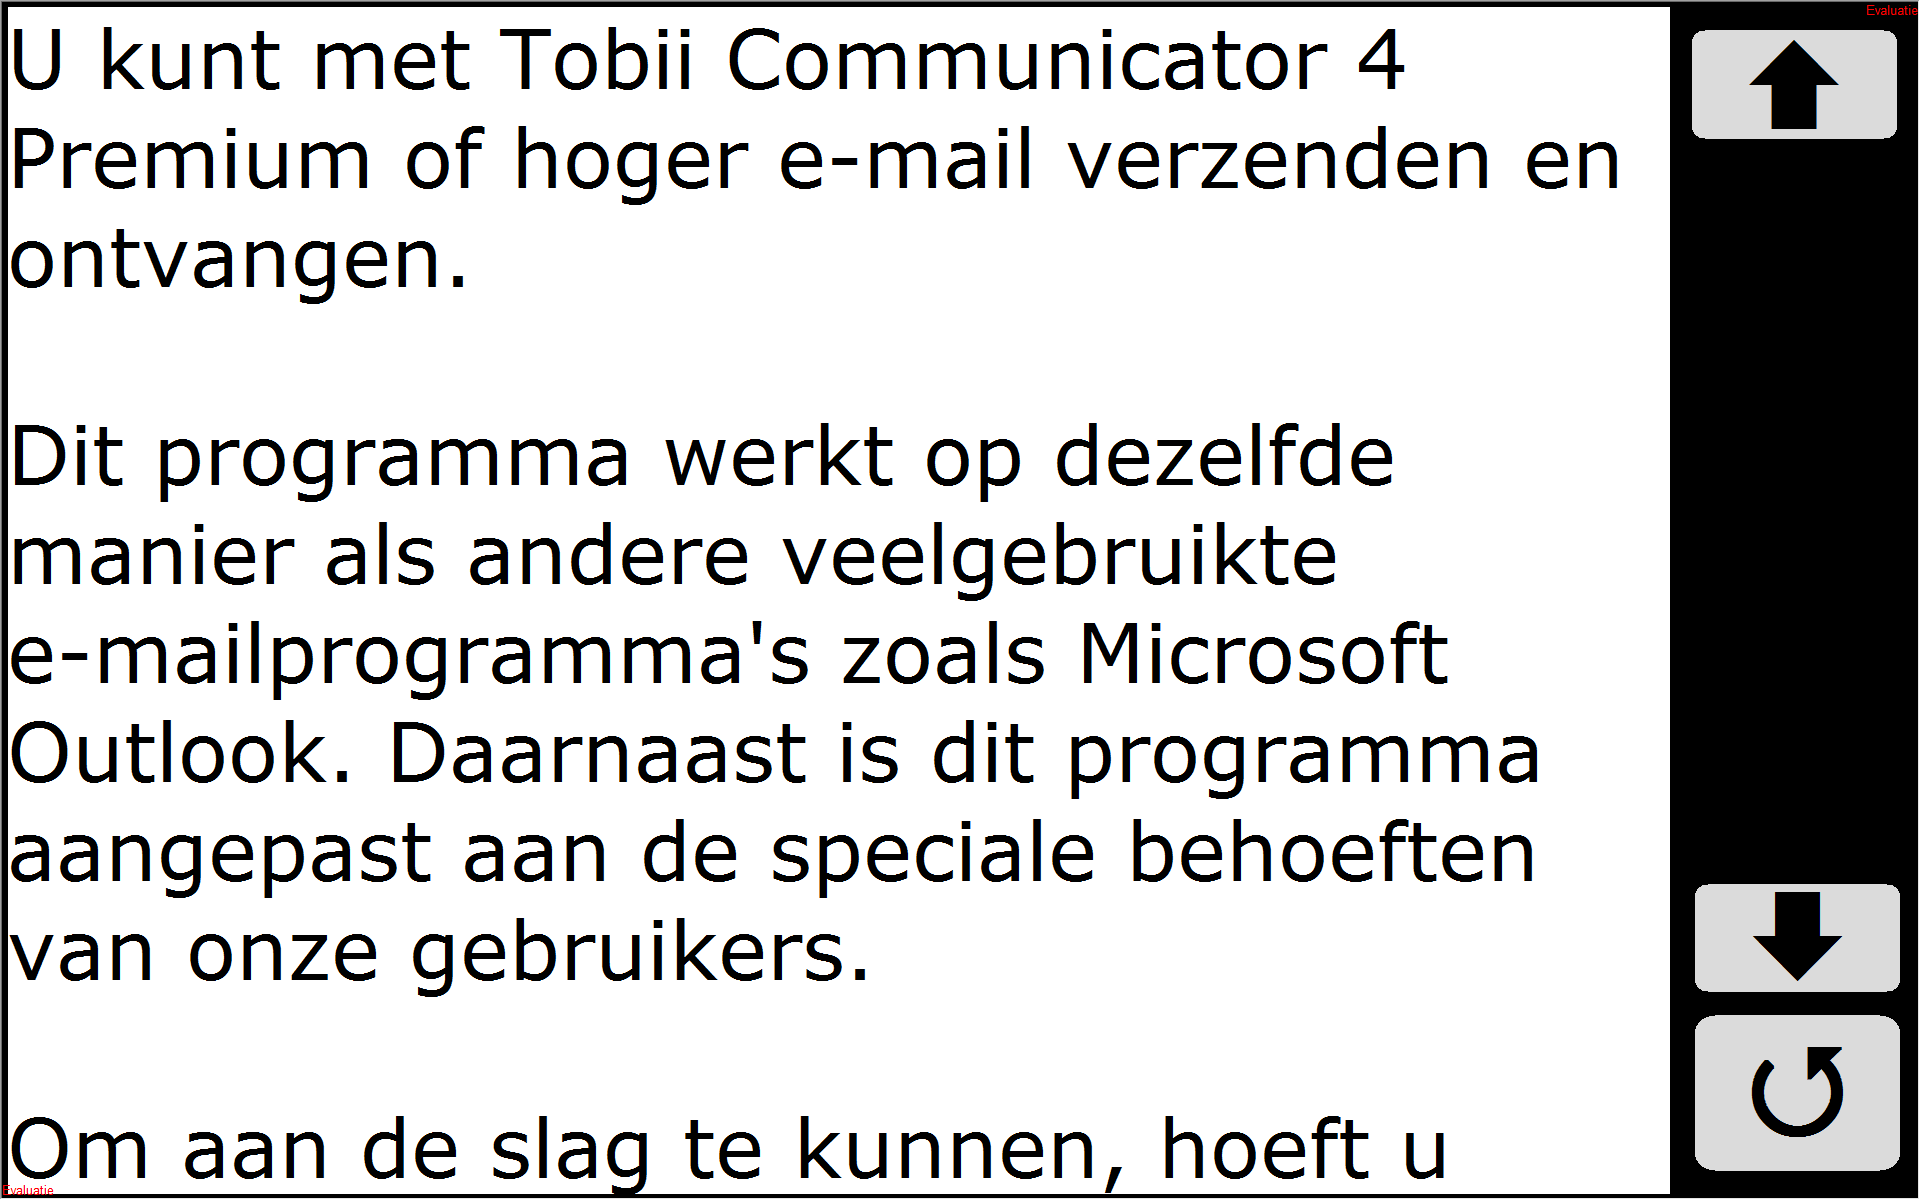 Evaluatie
U kunt met Tobii Communicator 4
Premium of hoger e-mail verzenden en
ontvangen.
Dit programma werkt op dezelfde
manier als andere veelgebruikte
e-mailprogramma's zoals Microsoft
Outlook. Daarnaast is dit programma
aangepast aan de speciale behoeften
van onze gebruikers.
Om aan de slag te kunnen, hoeft u
Evaluatie